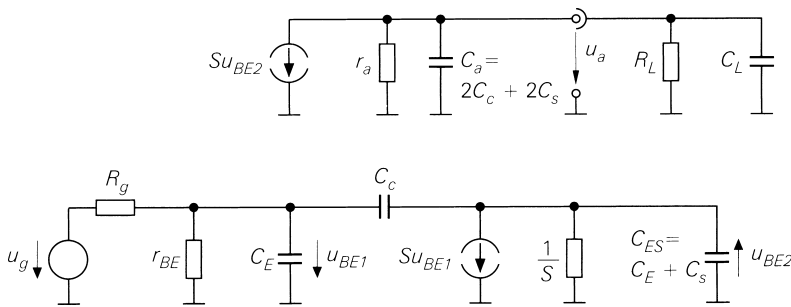 Su_BE2
r_a
C_a=
2C_c + 2C_s
u_a
R_L
C_L
R_g
C_c
u_g
r_BE
C_E
u_BE1
Su_BE1
1/S
C_ES=
C_E + C_s
u_BE2